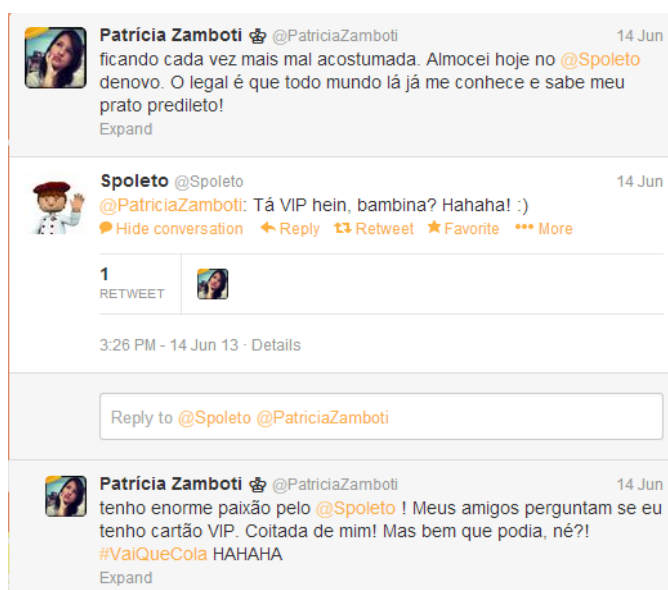 Patrícia Zamboti @PatriciaZamboti 14 Jun
ficando cada vez mais mal acostumada. Almocei hoje no @Spoleto
denovo. O legal é que todo mundo lá já me conhece e sabe meu
prato predileto!
Expand
Spoleto @Spoleto 14 Jun
@PatriciaZamboti: Tá VIP hein, bambina? Hahaha! :)
Hide conversation Reply Retweet Favorite More
1
RETWEET
3:26 PM - 14 Jun 13 · Details
Reply to @Spoleto @PatriciaZamboti
Patrícia Zamboti @PatriciaZamboti 14 Jun
tenho enorme paixão pelo @Spoleto ! Meus amigos perguntam se eu
tenho cartão VIP. Coitada de mim! Mas bem que podia, né?!
#VaiQueCola HAHAHA
Expand